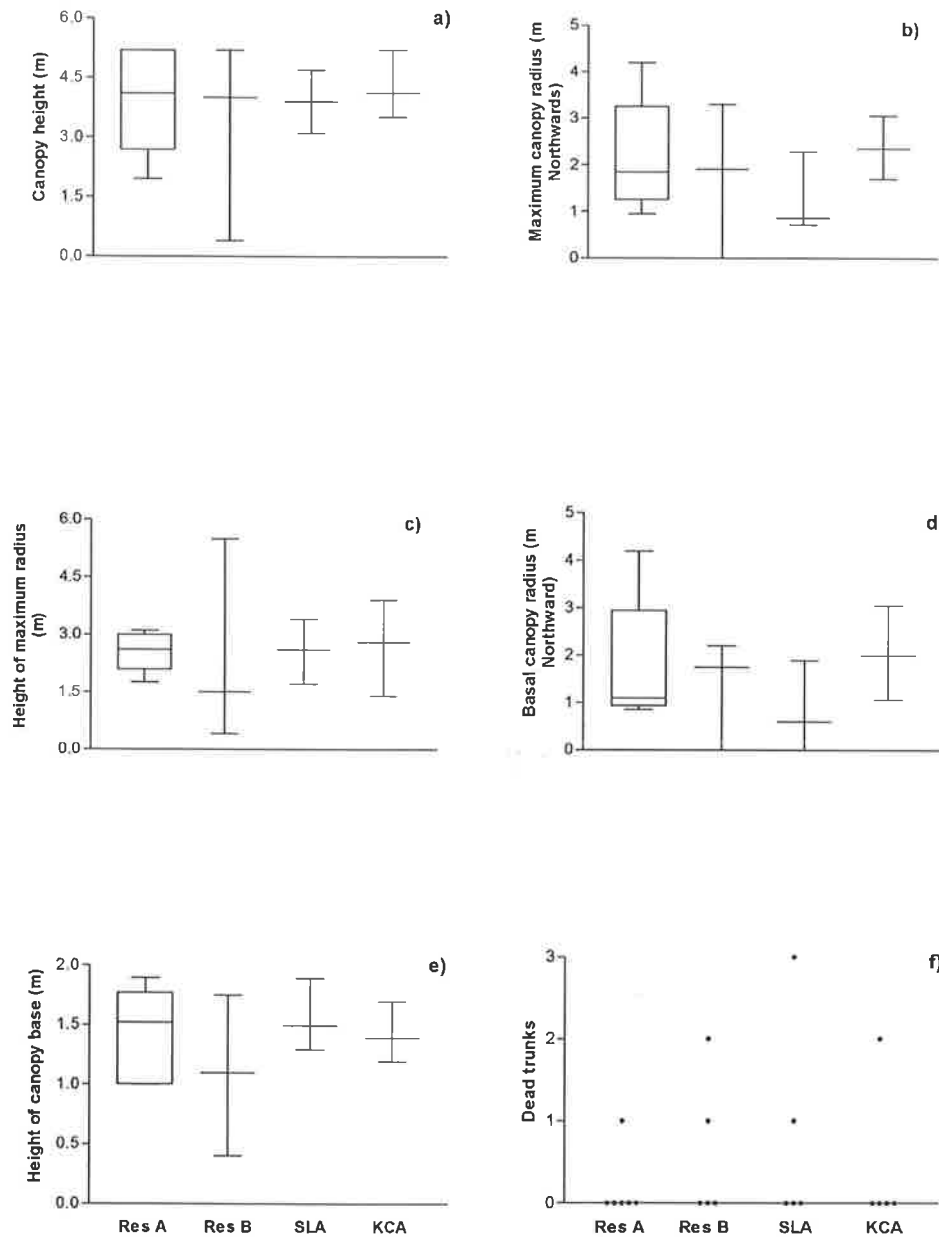 a)
6.0
4.5
3.0
1.5
0.0
Canopy height (m)
b)
5
4
3
2
1
0
Maximum canopy radius (m
Northwards)
c)
6.0
4.5
3.0
1.5
0.0
Height of maximum radius
(m)
d)
5
4
3
2
1
0
Basal canopy radius (m
Northward)
e)
2.0
1.5
1.0
0.5
0.0
Height of canopy base (m)
Res A Res B SLA KCA
f)
3
2
1
0
Dead trunks
Res A Res B SLA KCA